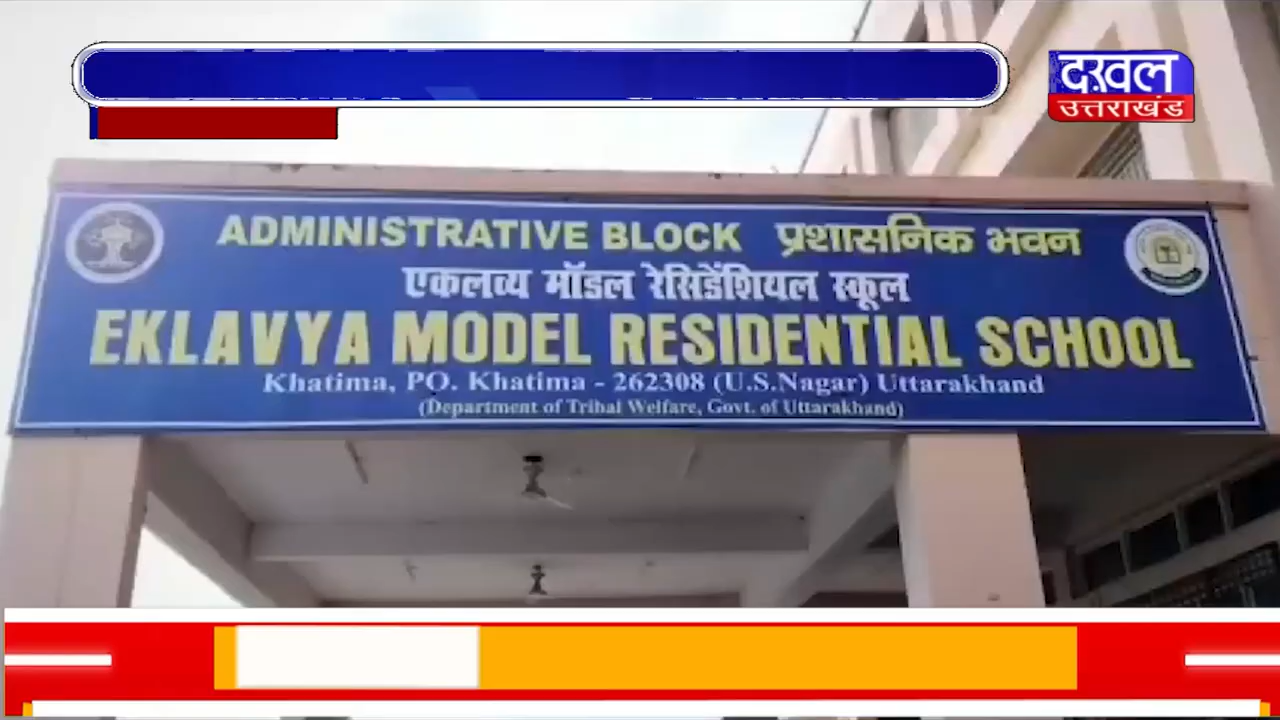 दखल
उत्तराखंड
ADMINISTRATIVE BLOCK प्रशासनिक भवन
एकलव्य मॉडल रेसिडेंशियल स्कूल
EKLAVYA MODEL RESIDENTIAL SCHOOL
Khatima, PO. Khatima - 262308 (U.S.Nagar) Uttarakhand
(Department of Tribal Welfare, Govt. of Uttarakhand)